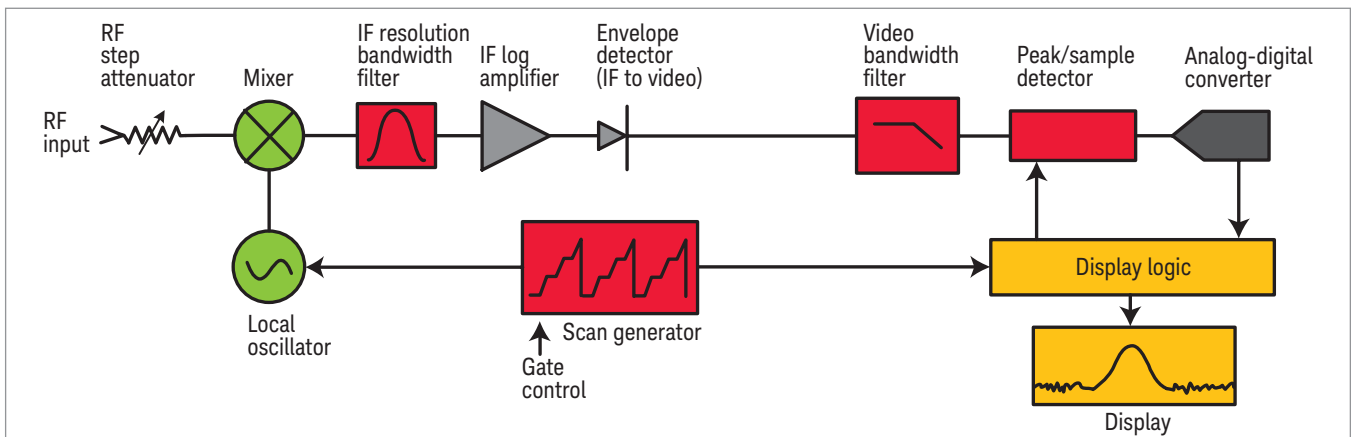 RF
step
attenuator
Mixer
IF resolution
bandwidth
filter
IF log
amplifier
Envelope
detector
(IF to video)
Video
bandwidth
filter
Peak/sample
detector
Analog-digital
converter
RF
input
Local
oscillator
Scan generator
Gate
control
Display logic
Display